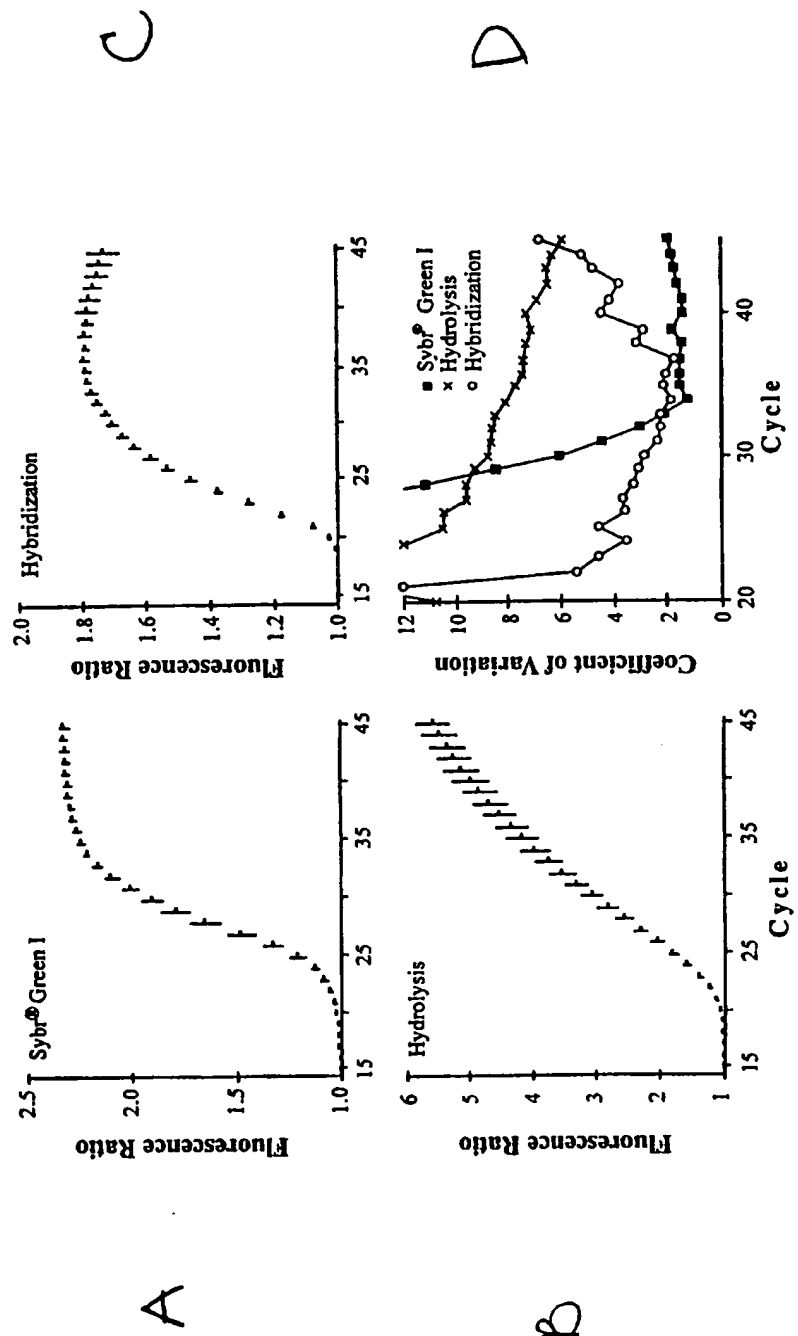 A
Sybr® Green I
Fluorescence Ratio
2.5
2.0
1.5
1.0
15
25
35
45
B
Hydrolysis
Fluorescence Ratio
6
5
4
3
2
1
15
25
35
45
Cycle
C
Hybridization
Fluorescence Ratio
2.0
1.8
1.6
1.4
1.2
1.0
15
25
35
45
D
Coefficient of Variation
12
10
8
6
4
2
0
Sybr® Green I
Hydrolysis
Hybridization
20
30
40
Cycle